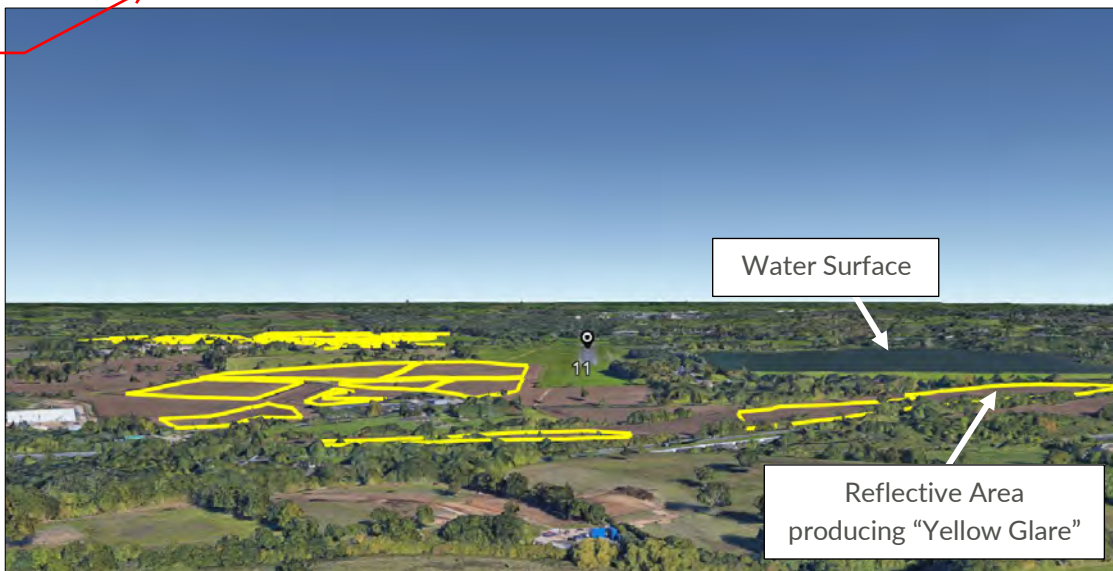 Water Surface
11
Reflective Area
producing “Yellow Glare”